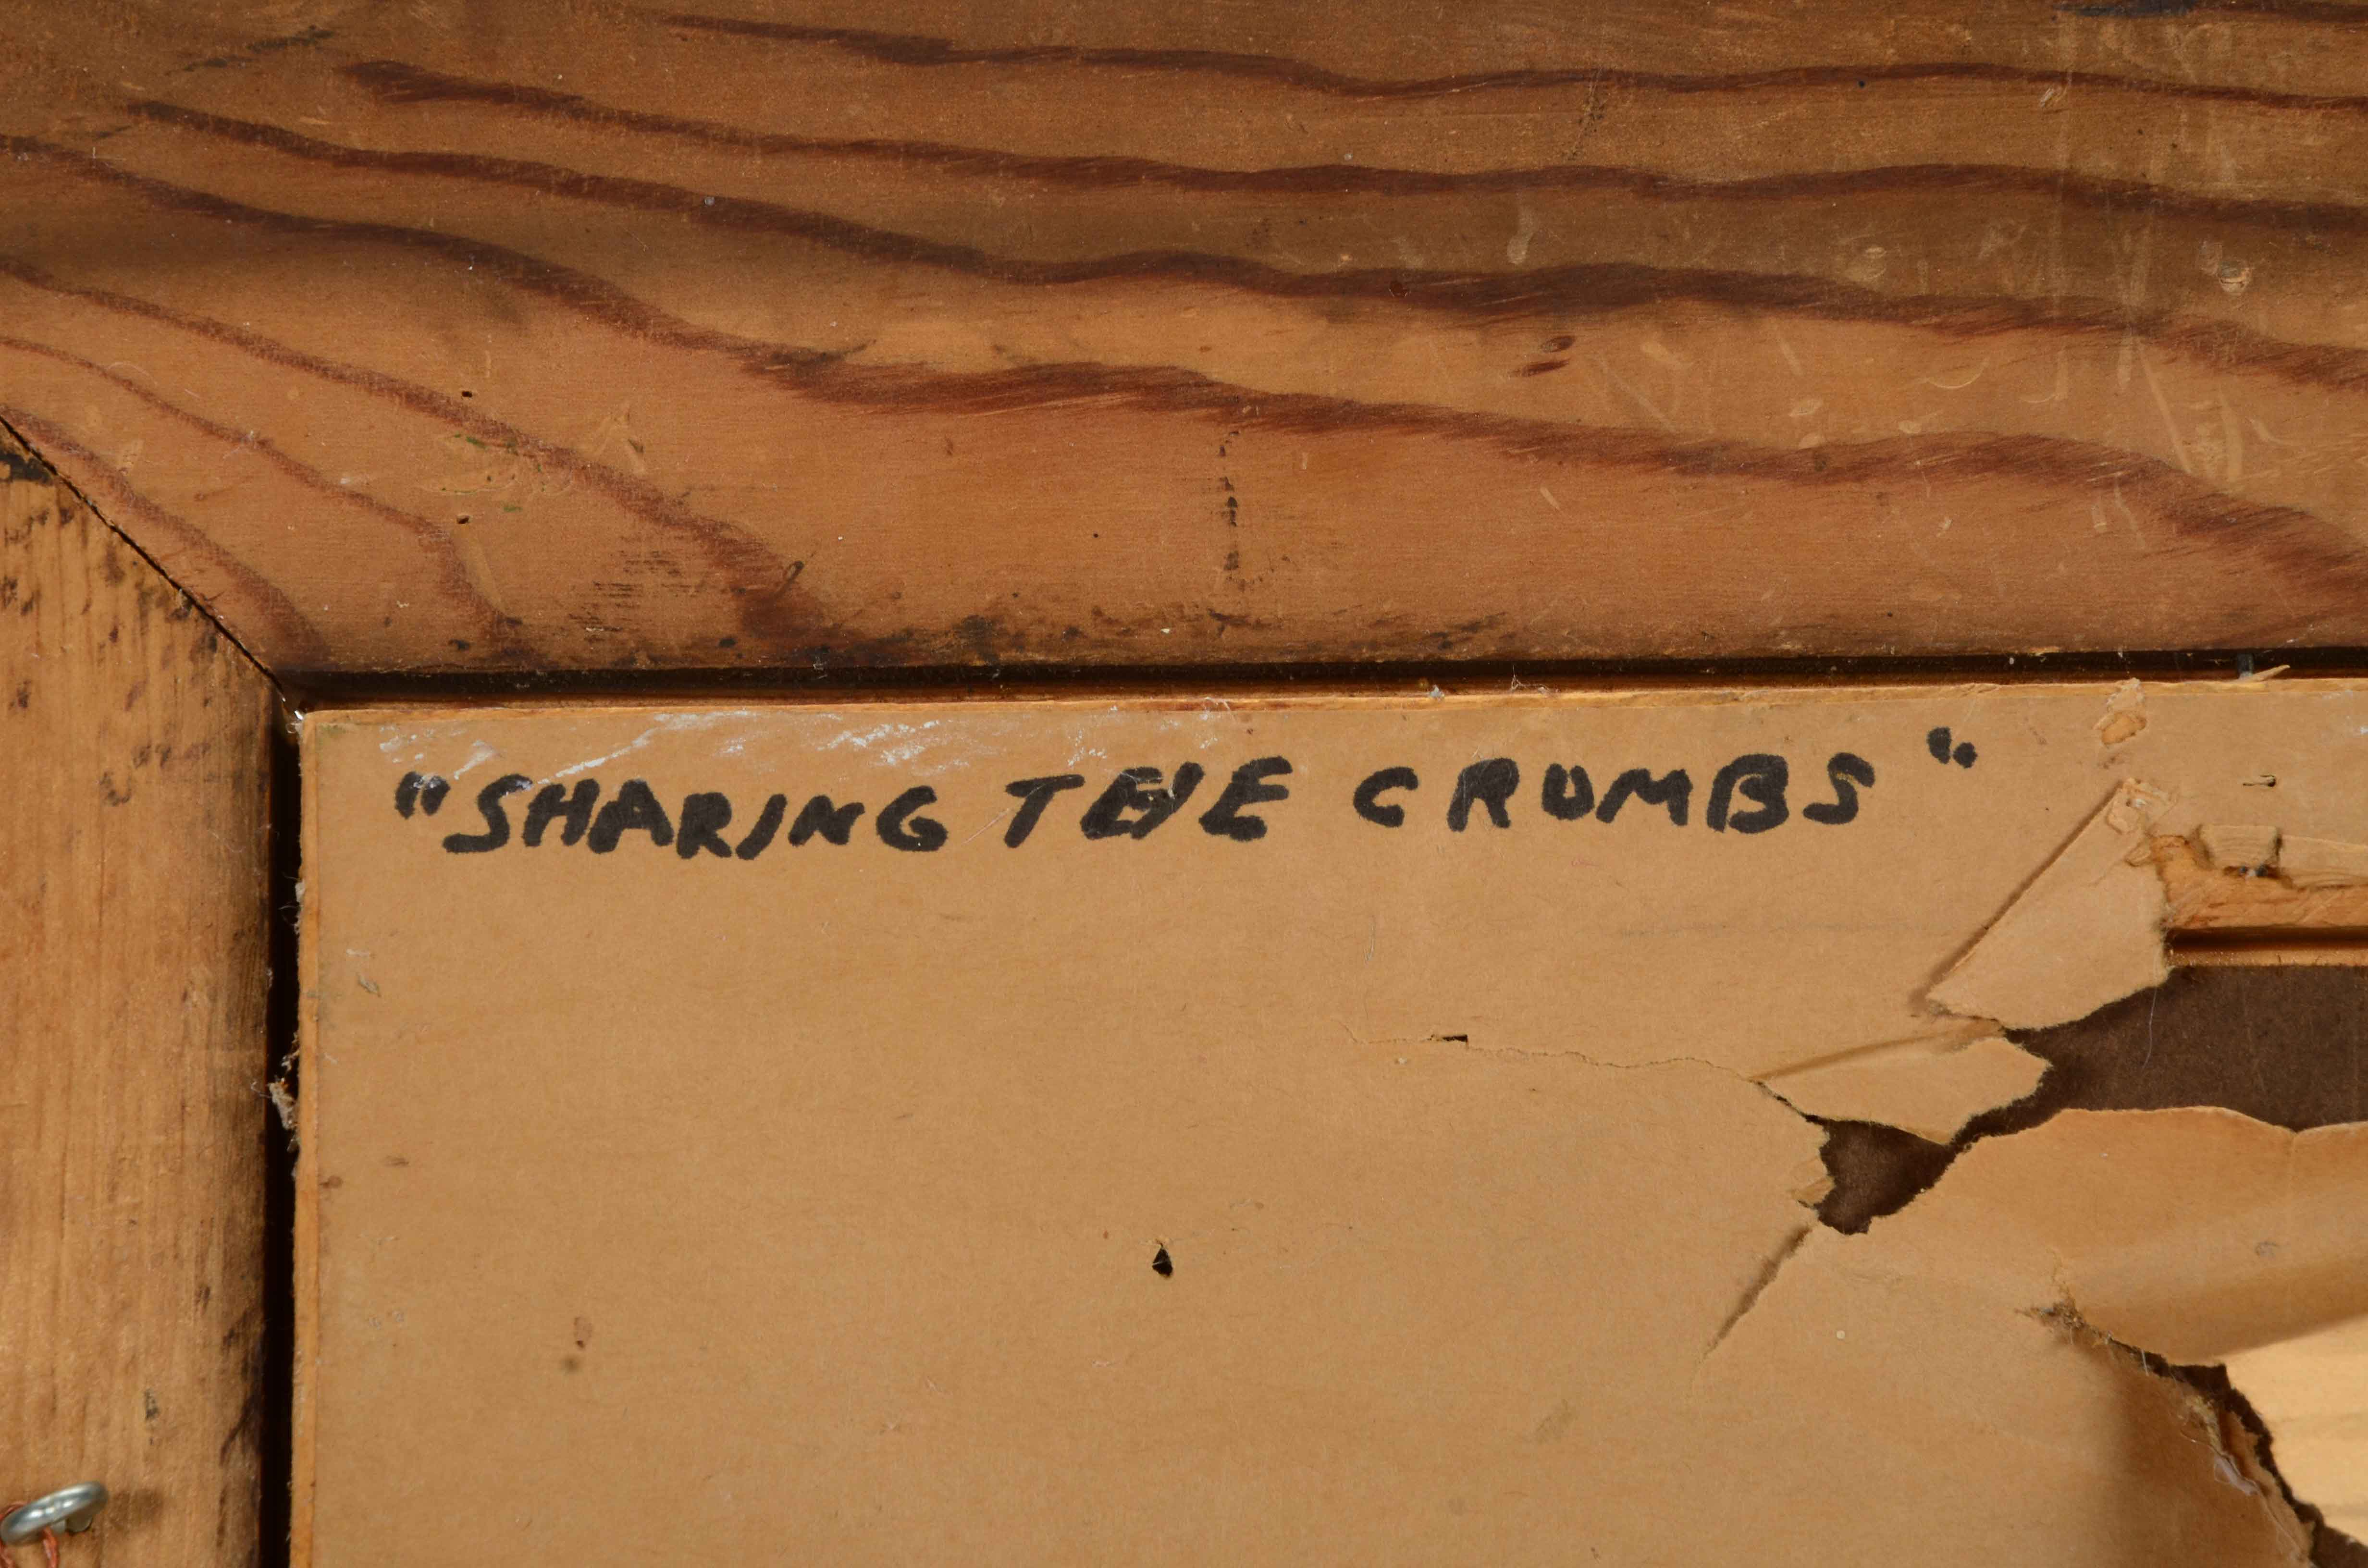 "SHARING THE CRUMBS"